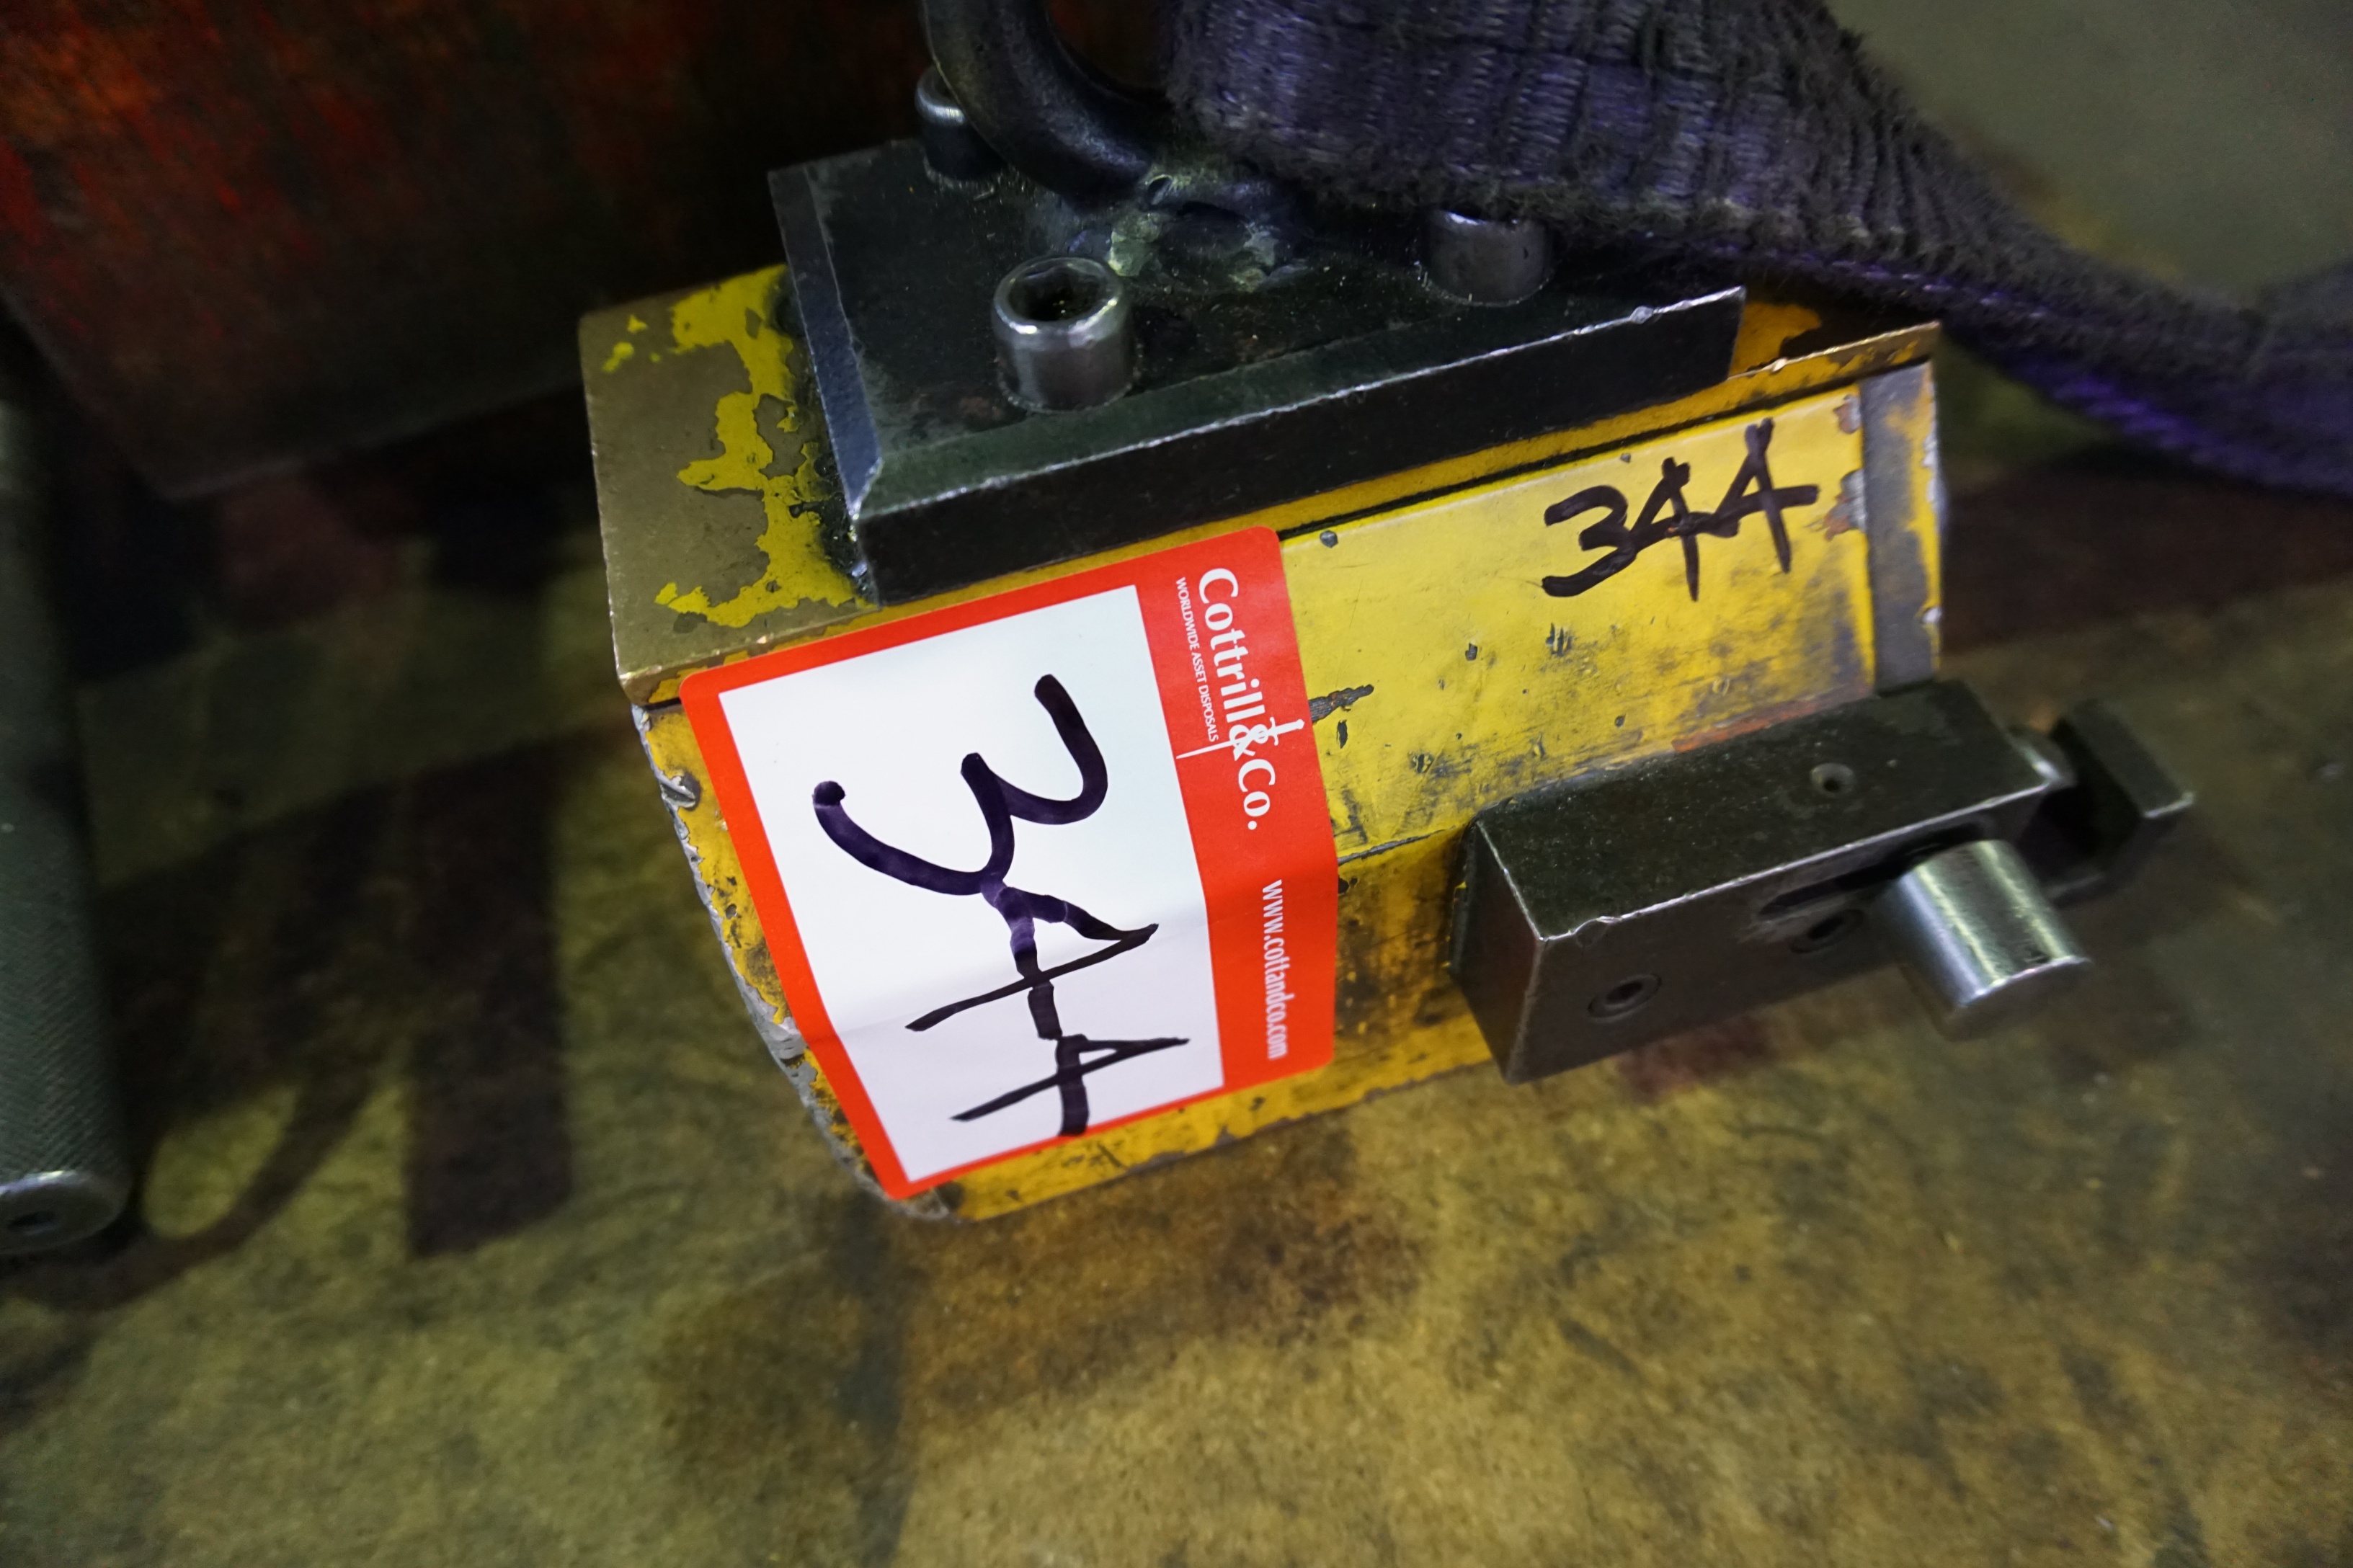 344
Cottrill&Co.
WORLDWIDE ASSET DISPOSALS
www.cottandco.com
344